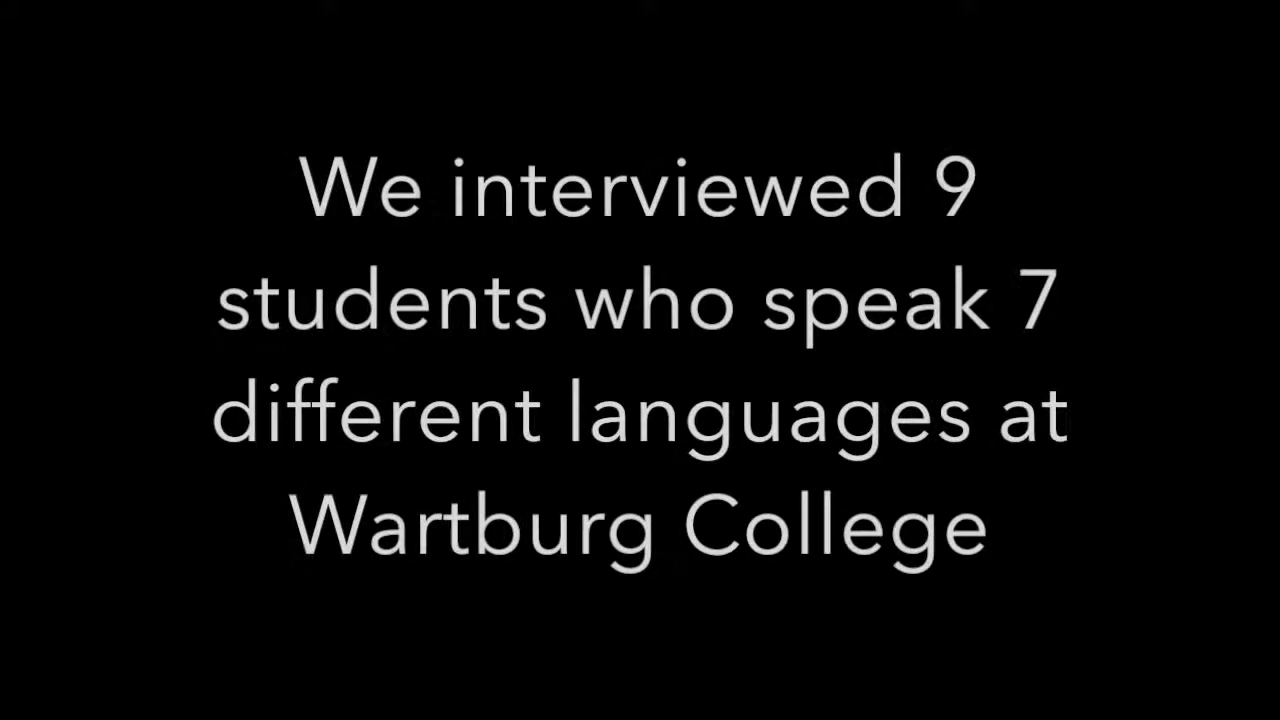 We interviewed 9
students who speak 7
different languages at
Wartburg College